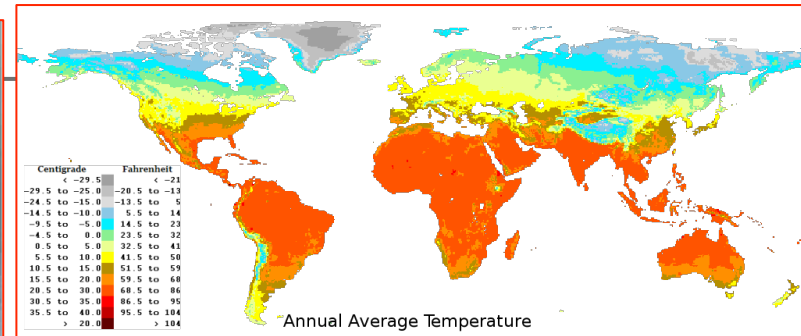 Centigrade Fahrenheit
< -29.5 < -21
-29.5 to -25.0 -20.5 to -13
-24.5 to -15.0 -13.5 to 5
-14.5 to -10.0 5.5 to 14
-9.5 to -5.0 14.5 to 23
-4.5 to 0.0 23.5 to 32
0.5 to 5.0 32.5 to 41
5.5 to 10.0 41.5 to 50
10.5 to 15.0 51.5 to 59
15.5 to 20.0 59.5 to 68
20.5 to 30.0 68.5 to 86
30.5 to 35.0 86.5 to 95
35.5 to 40.0 95.5 to 104
> 20.0 > 104
Annual Average Temperature